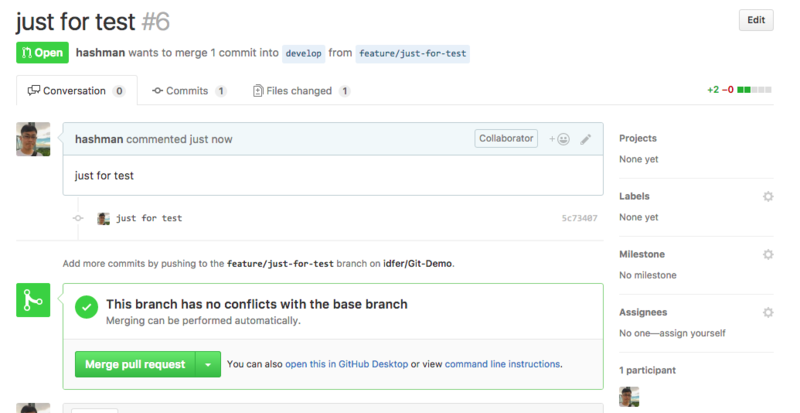 just for test #6
Edit
Open hashman wants to merge 1 commit into develop from feature/just-for-test
Conversation 0 Commits 1 Files changed 1 +2 −0
hashman commented just now Collaborator +
just for test
just for test 5c73407
Add more commits by pushing to the feature/just-for-test branch on idfer/Git-Demo.
This branch has no conflicts with the base branch
Merging can be performed automatically.
Merge pull request You can also open this in GitHub Desktop or view command line instructions.
Projects
None yet
Labels
None yet
Milestone
No milestone
Assignees
No one—assign yourself
1 participant